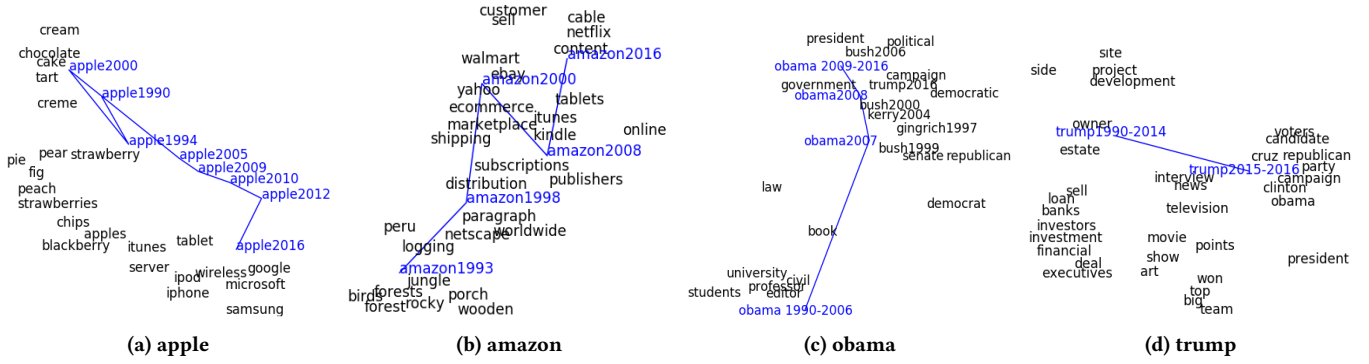 cream
chocolate
cake
apple2000
tart
creme
apple1990
apple1994
pear
strawberry
apple2005
pie
fig
apple2009
apple2010
peach
apple2012
strawberries
chips
apples
blackberry
itunes
tablet
apple2016
server
ipod
wireless
google
microsoft
iphone
samsung
(a) apple
customer
sell
cable
netflix
content
amazon2016
walmart
ebay
amazon2000
yahoo
tablets
ecommerce
itunes
marketplace
kindle
online
shipping
amazon2008
subscriptions
publishers
distribution
amazon1998
paragraph
peru
netscape
worldwide
logging
amazon1993
jungle
birds
forests
porch
forest
rocky
wooden
(b) amazon
president
political
bush2006
obama 2009-2016
campaign
government
trump2016
obama2008
democratic
bush2000
kerry2004
gingrich1997
obama2007
bush1999
senate
republican
law
democrat
book
university
civil
professor
students
editor
obama 1990-2006
(c) obama
site
side
project
development
owner
trump1990-2014
voters
candidate
estate
cruz
republican
party
trump2015-2016
interview
campaign
news
clinton
sell
obama
loan
banks
television
investors
investment
movie
points
financial
show
president
deal
art
executives
won
top
big
team
(d) trump